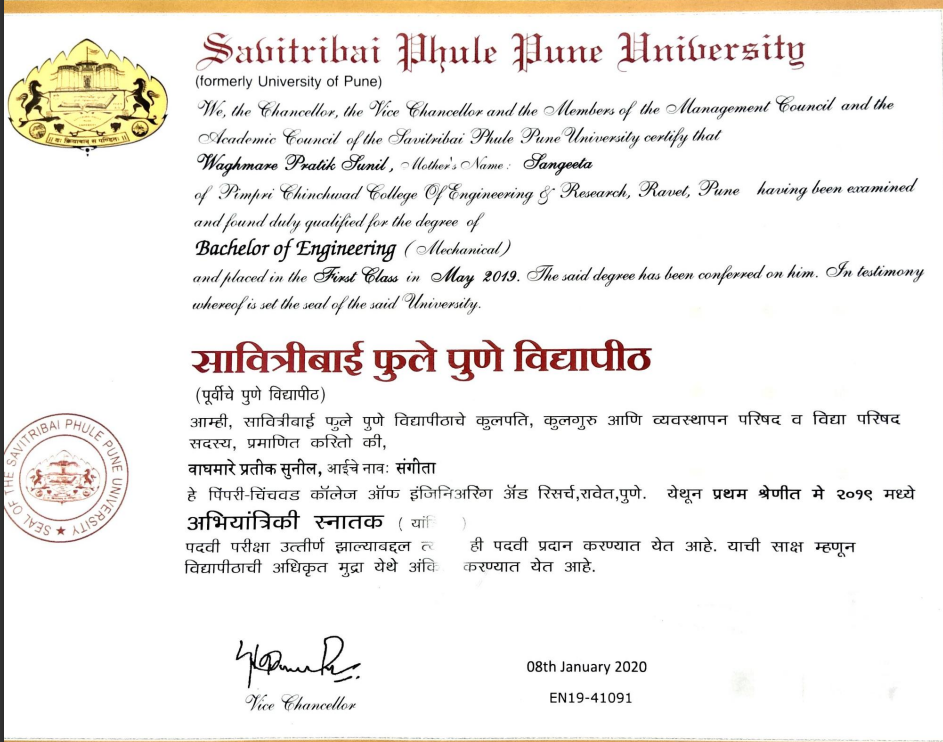 Savitribai Phule Pune University
(formerly University of Pune)
We, the Chancellor, the Vice Chancellor and the Members of the Management Council and the
Academic Council of the Savitribai Phule Pune University certify that
Waghmare Pratik Sunil, Mother's Name: Sangeeta
of Pimpri Chinchwad College Of Engineering & Research, Ravet, Pune having been examined
and found duly qualified for the degree of
Bachelor of Engineering (Mechanical)
and placed in the First Class in May 2019. The said degree has been conferred on him. In testimony
whereof is set the seal of the said University.
सावित्रीबाई फुले पुणे विद्यापीठ
(पूर्वीचे पुणे विद्यापीठ)
आम्ही, सावित्रीबाई फुले पुणे विद्यापीठाचे कुलपति, कुलगुरु आणि व्यवस्थापन परिषद व विद्या परिषद
सदस्य, प्रमाणित करितो की,
वाघमारे प्रतीक सुनील, आईचे नावः संगीता
हे पिंपरी-चिंचवड कॉलेज ऑफ इंजिनिअरिंग अँड रिसर्च,रावेत,पुणे. येथून प्रथम श्रेणीत मे २०१९ मध्ये
अभियांत्रिकी स्नातक ( )
पदवी परीक्षा उत्तीर्ण झाल्याबद्दल ही पदवी प्रदान करण्यात येत आहे. याची साक्ष म्हणून
विद्यापीठाची अधिकृत मुद्रा येथे करण्यात येत आहे.
SEAL OF THE SAVITRIBAI PHULE PUNE UNIVERSITY ★
Vice Chancellor
08th January 2020
EN19-41091